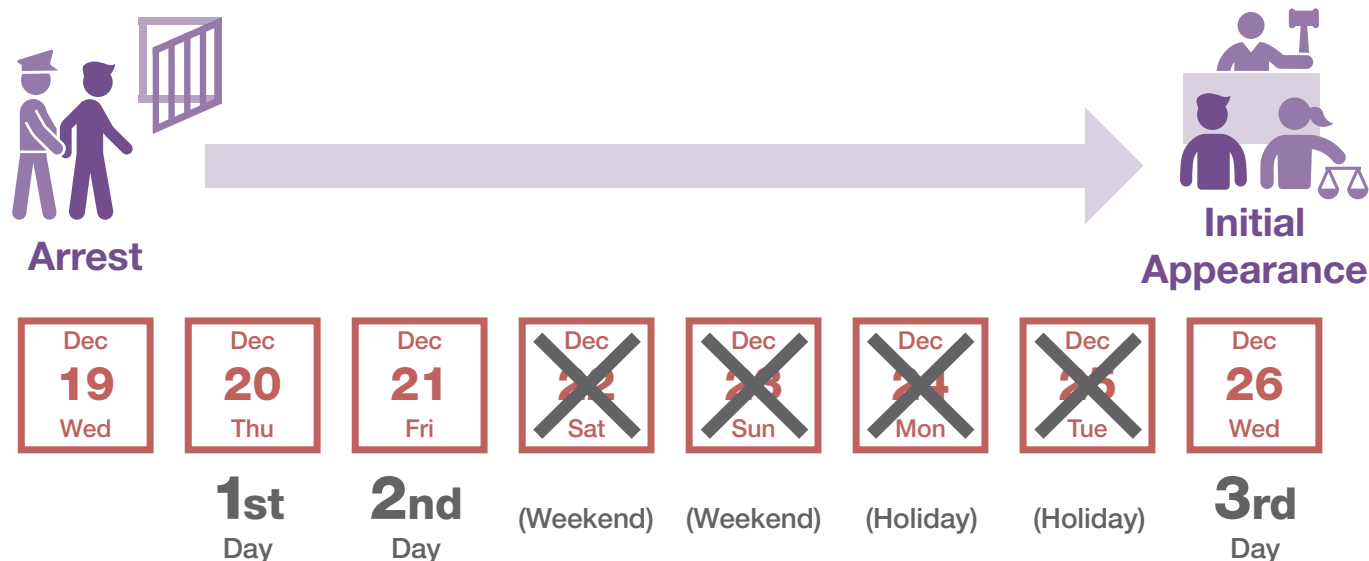 Arrest
Initial
Appearance
Dec
19
Wed
Dec
20
Thu
Dec
21
Fri
Dec
22
Sat
Dec
23
Sun
Dec
24
Mon
Dec
25
Tue
Dec
26
Wed
1st
Day
2nd
Day
(Weekend)
(Weekend)
(Holiday)
(Holiday)
3rd
Day